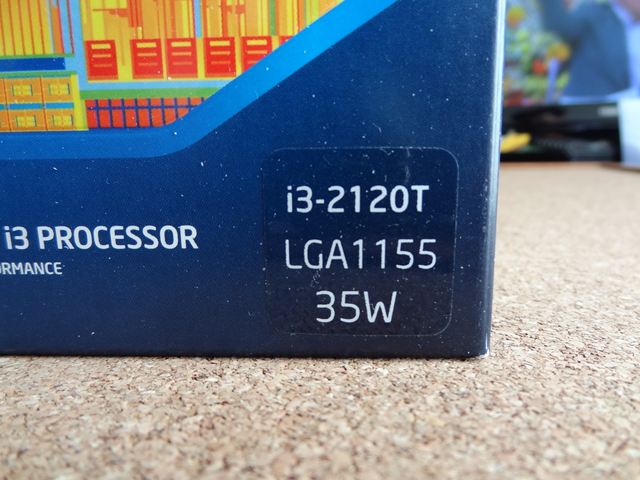 i3 PROCESSOR
i3-2120T
LGA1155
35W